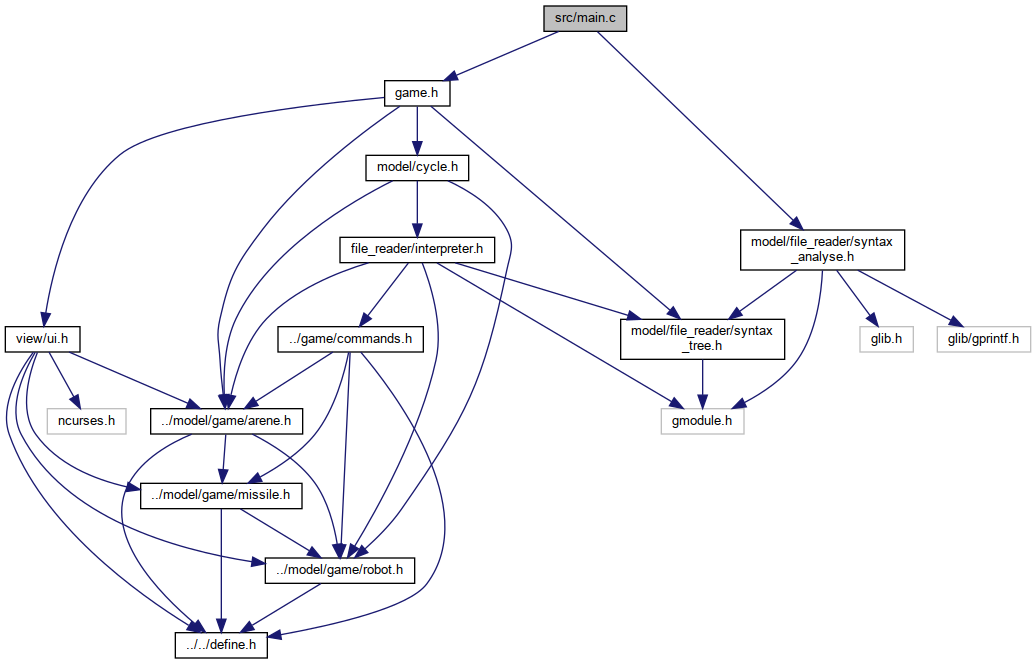 src/main.c
game.h
model/cycle.h
model/file_reader/syntax
_analyse.h
file_reader/interpreter.h
view/ui.h
../game/commands.h
model/file_reader/syntax
_tree.h
glib.h
glib/gprintf.h
ncurses.h
../model/game/arene.h
gmodule.h
../model/game/missile.h
../model/game/robot.h
../../define.h